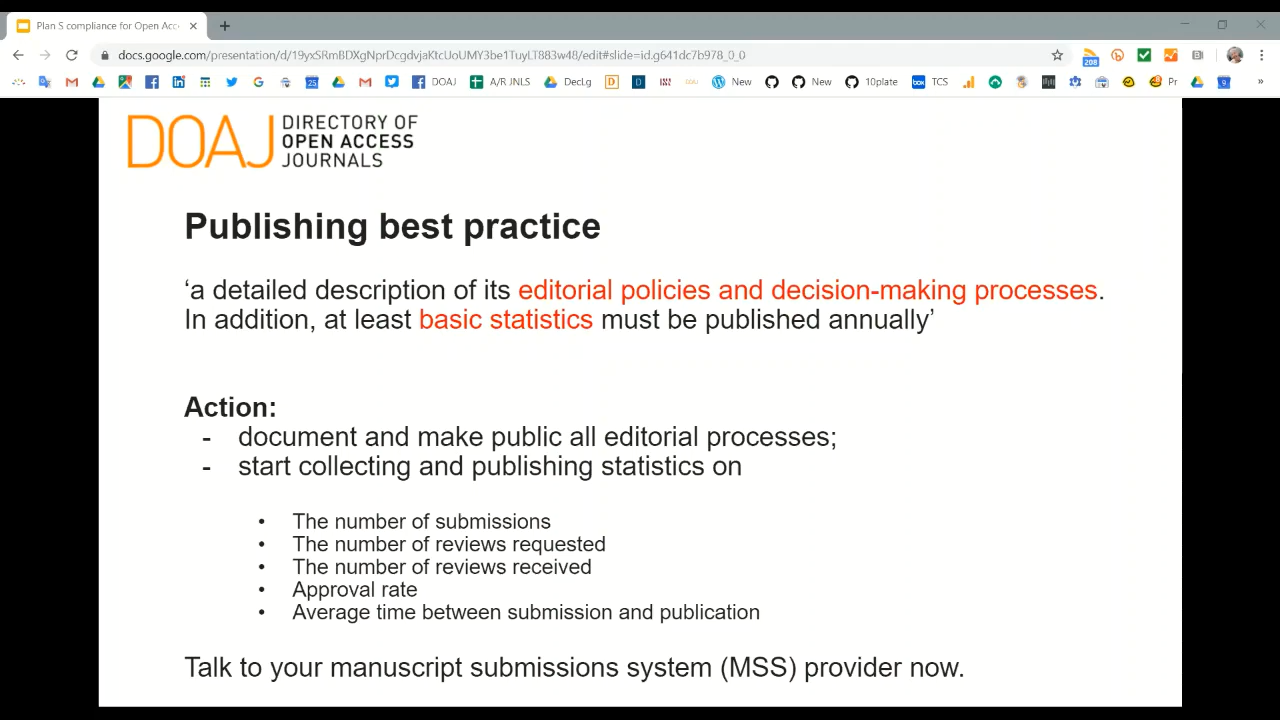 Plan S compliance for Open Acc
docs.google.com/presentation/d/19yxSRmBDXgNprDcgdvjaKtcUoUMY3be1TuyLT883w48/edit#slide=id.g641dc7b978_0_0
208
25
DOAJ
A/R JNLS
DecLg
D
D
New
New
10plate
box
TCS
Pr
9
»
DOAJ
DIRECTORY OF
OPEN ACCESS
JOURNALS
Publishing best practice
‘a detailed description of its editorial policies and decision-making processes.
In addition, at least basic statistics must be published annually’
Action:
- document and make public all editorial processes;
- start collecting and publishing statistics on
• The number of submissions
• The number of reviews requested
• The number of reviews received
• Approval rate
• Average time between submission and publication
Talk to your manuscript submissions system (MSS) provider now.